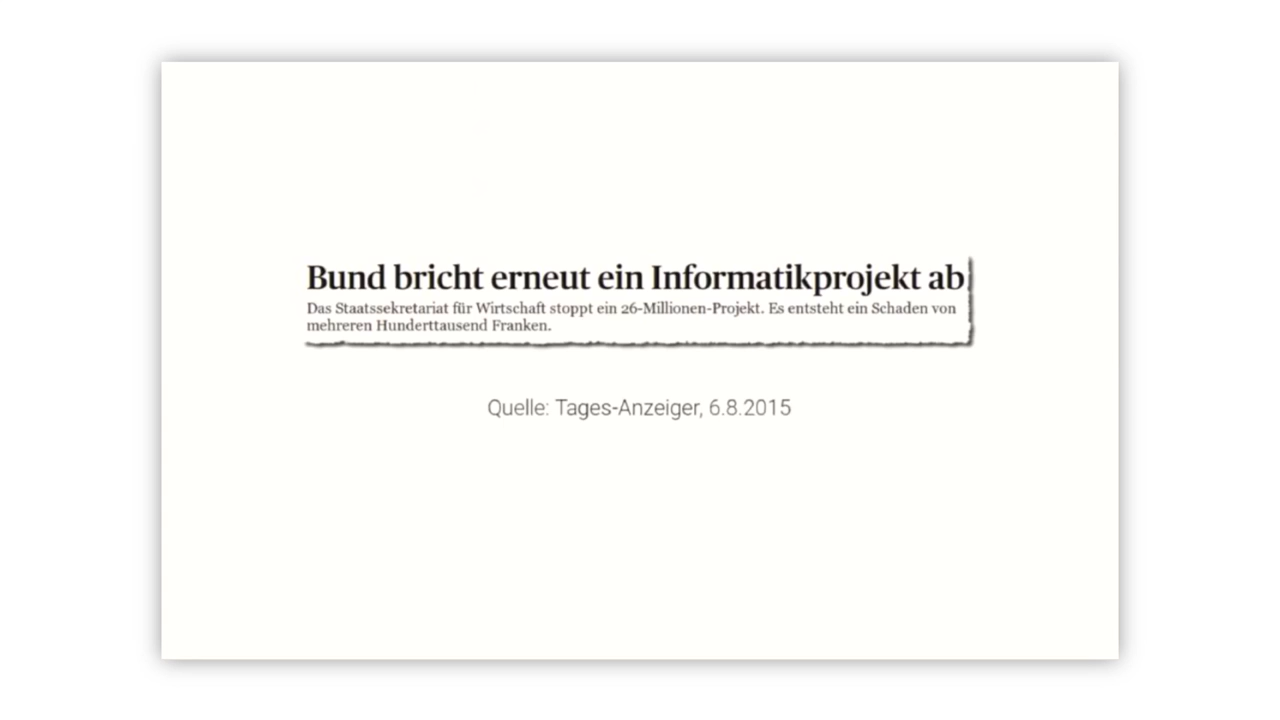 Bund bricht erneut ein Informatikprojekt ab
Das Staatssekretariat für Wirtschaft stoppt ein 26-Millionen-Projekt. Es entsteht ein Schaden von
mehreren Hunderttausend Franken.
Quelle: Tages-Anzeiger, 6.8.2015